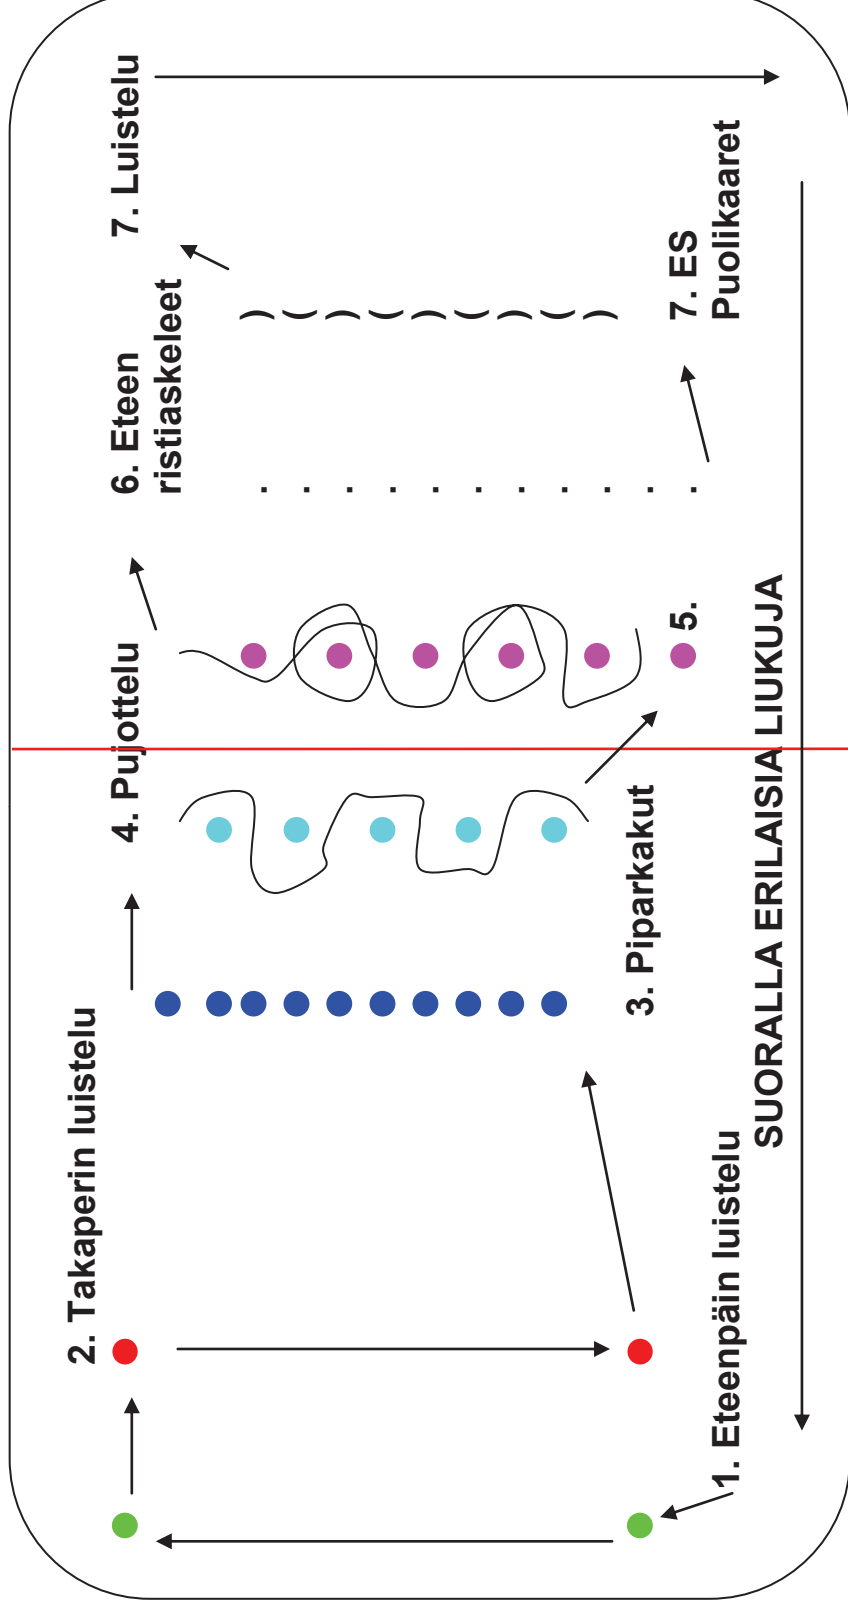 1. Eteenpäin luistelu
2. Takaperin luistelu
3. Piparkakut
4. Pujottelu
5.
6. Eteen
ristiaskeleet
7. ES
Puolikaaret
7. Luistelu
SUORALLA ERILAISIA LIUKUJA